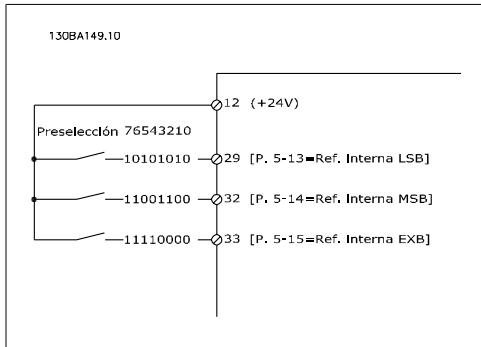 130BA149.10
12 (+24V)
Preselección 76543210
10101010 29 [P. 5-13=Ref. Interna LSB]
11001100 32 [P. 5-14=Ref. Interna MSB]
11110000 33 [P. 5-15=Ref. Interna EXB]